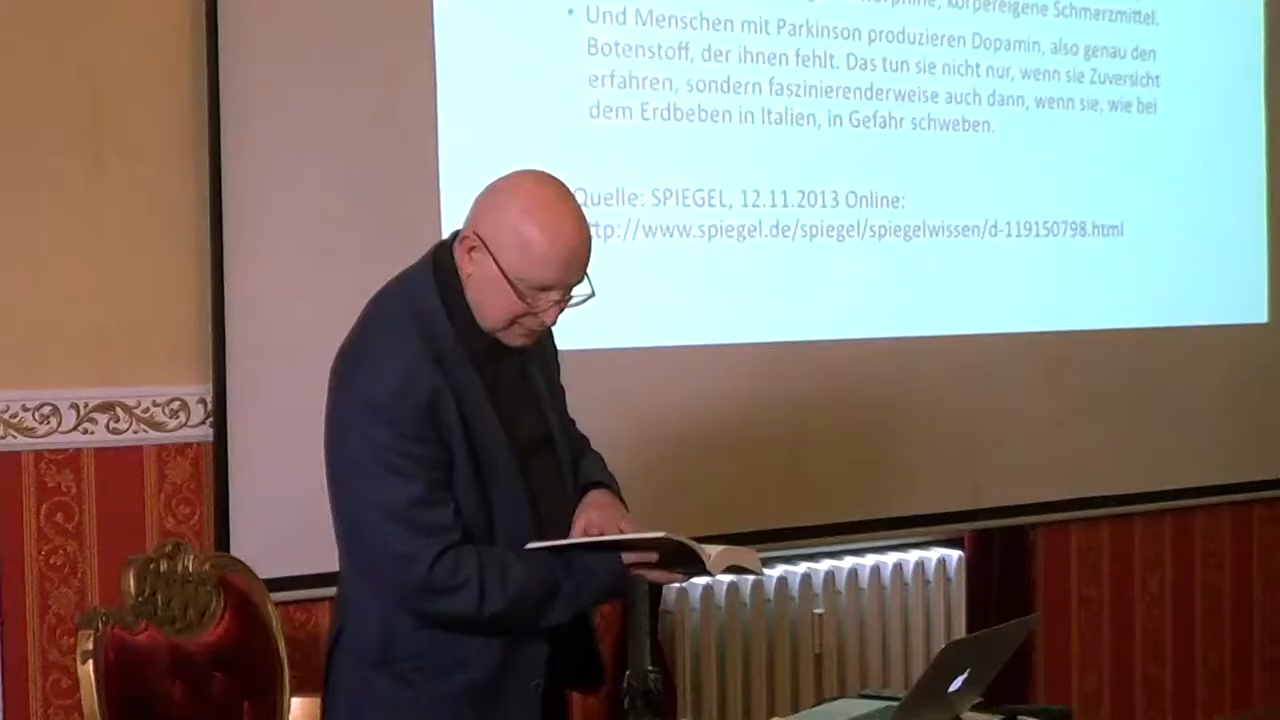 körpereigene Schmerzmittel.
• Und Menschen mit Parkinson produzieren Dopamin, also genau den
Botenstoff, der ihnen fehlt. Das tun sie nicht nur, wenn sie Zuversicht
erfahren, sondern faszinierenderweise auch dann, wenn sie, wie bei
dem Erdbeben in Italien, in Gefahr schweben.
Quelle: SPIEGEL, 12.11.2013 Online:
ttp://www.spiegel.de/spiegel/spiegelwissen/d-119150798.html